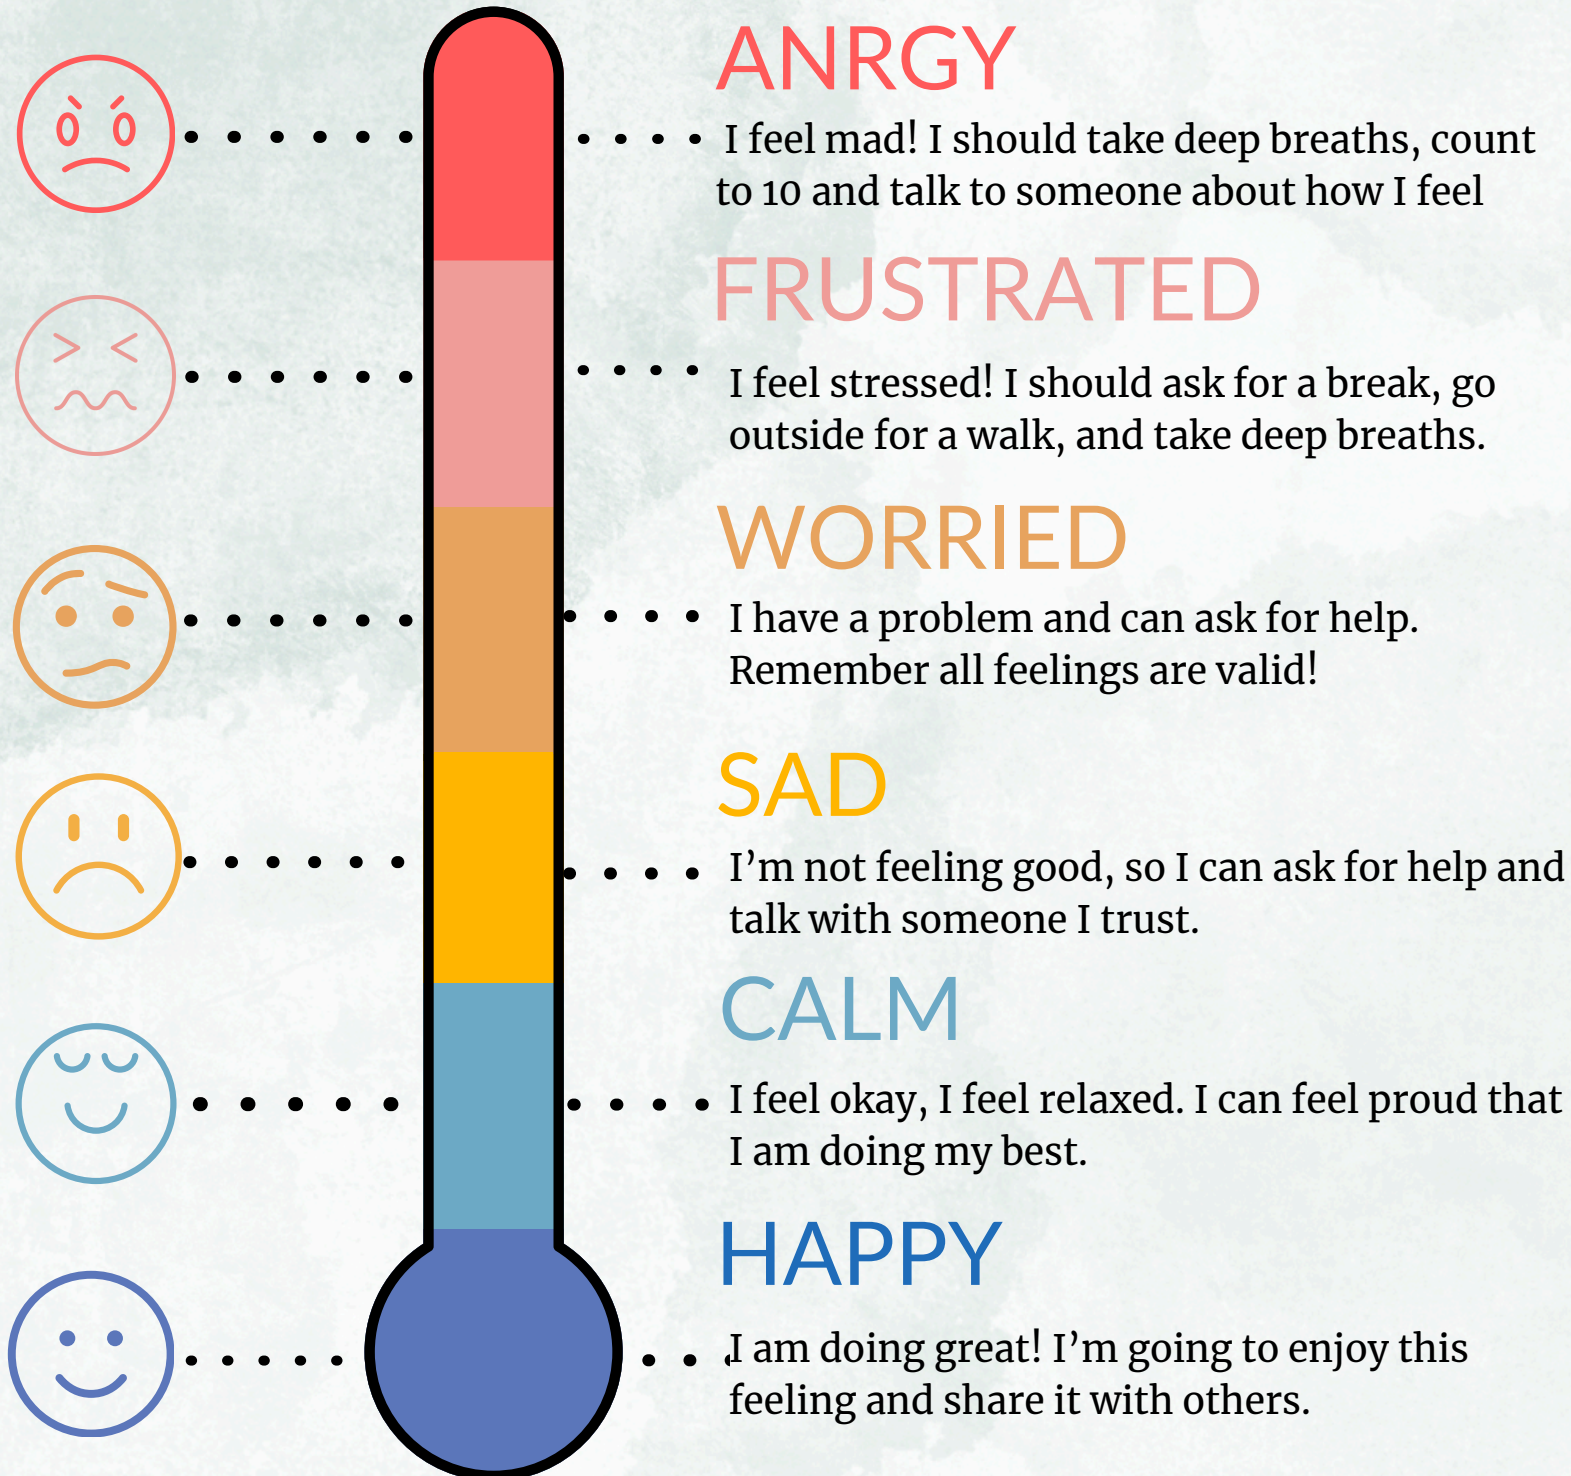 ANRGY
I feel mad! I should take deep breaths, count
to 10 and talk to someone about how I feel
FRUSTRATED
I feel stressed! I should ask for a break, go
outside for a walk, and take deep breaths.
WORRIED
I have a problem and can ask for help.
Remember all feelings are valid!
SAD
I’m not feeling good, so I can ask for help and
talk with someone I trust.
CALM
I feel okay, I feel relaxed. I can feel proud that
I am doing my best.
HAPPY
I am doing great! I’m going to enjoy this
feeling and share it with others.